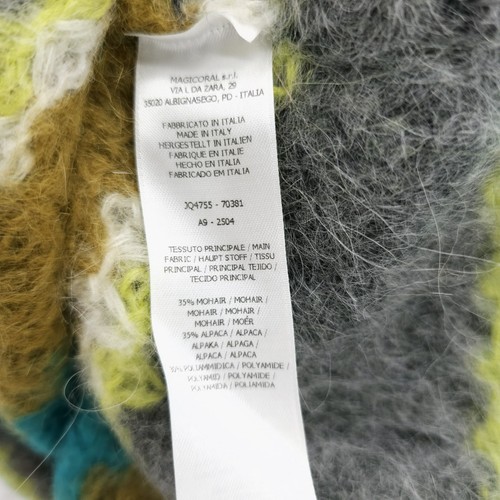 MAGICORAL s.r.l.
VIA L. DA ZARA, 29
35020 ALBIGNASEGO, PD - ITALIA
FABBRICATO IN ITALIA
MADE IN ITALY
HERGESTELLT IN ITALIEN
FABRIQUE EN ITALIE
HECHO EN ITALIA
FABRICADO EM ITALIA
JQ4755 - 70381
A9 - 2504
TESSUTO PRINCIPALE / MAIN
FABRIC / HAUPT STOFF / TISSU
PRINCIPAL / PRINCIPAL TEJIDO /
TECIDO PRINCIPAL
35% MOHAIR / MOHAIR /
MOHAIR / MOHAIR /
MOHAIR / MOÉR
35% ALPACA / ALPACA /
ALPAKA / ALPAGA /
ALPACA / ALPACA
POLIAMMIDICA / POLYAMIDE /
POLYAMID / POLYAMIDE /
POLIAMIDA / POLIAMIDA